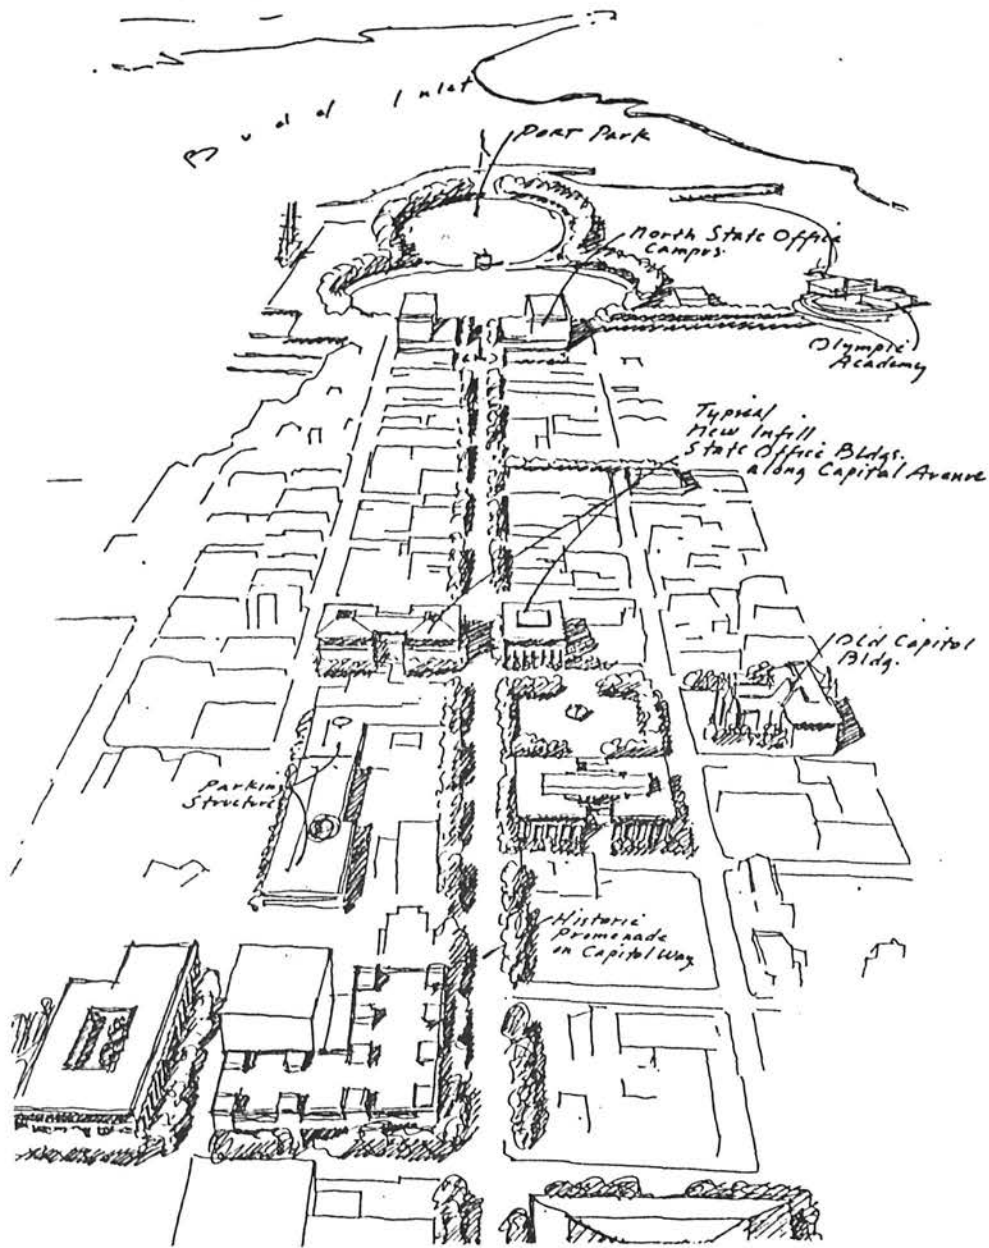 Budd Inlet
Port Park
North State Office
Campus.
Olympic
Academy
Typical
New Infill
State Office Bldgs.
along Capital Avenue
Old Capitol
Bldg.
Parking
Structure
Historic
Promenade
on Capitol Way